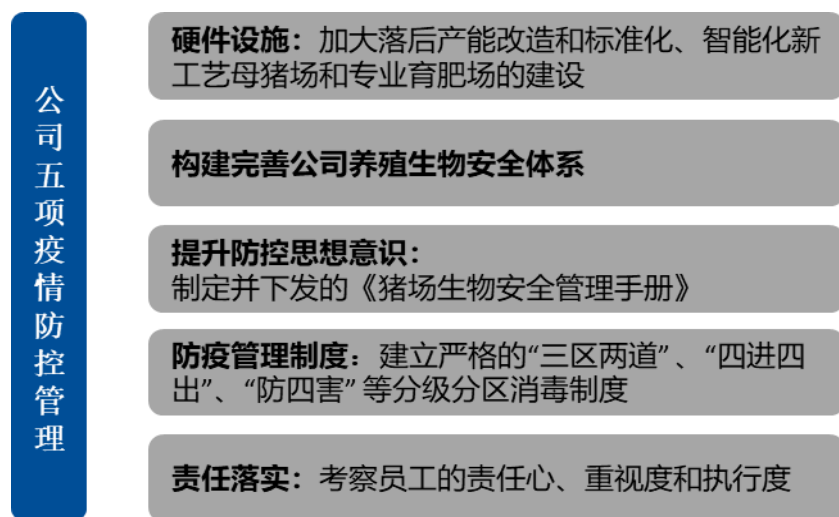 公司五项疫情防控管理
硬件设施：加大落后产能改造和标准化、智能化新
工艺母猪场和专业育肥场的建设
构建完善公司养殖生物安全体系
提升防控思想意识：
制定并下发的《猪场生物安全管理手册》
防疫管理制度：建立严格的“三区两道”、“四进四
出”、“防四害”等分级分区消毒制度
责任落实：考察员工的责任心、重视度和执行度